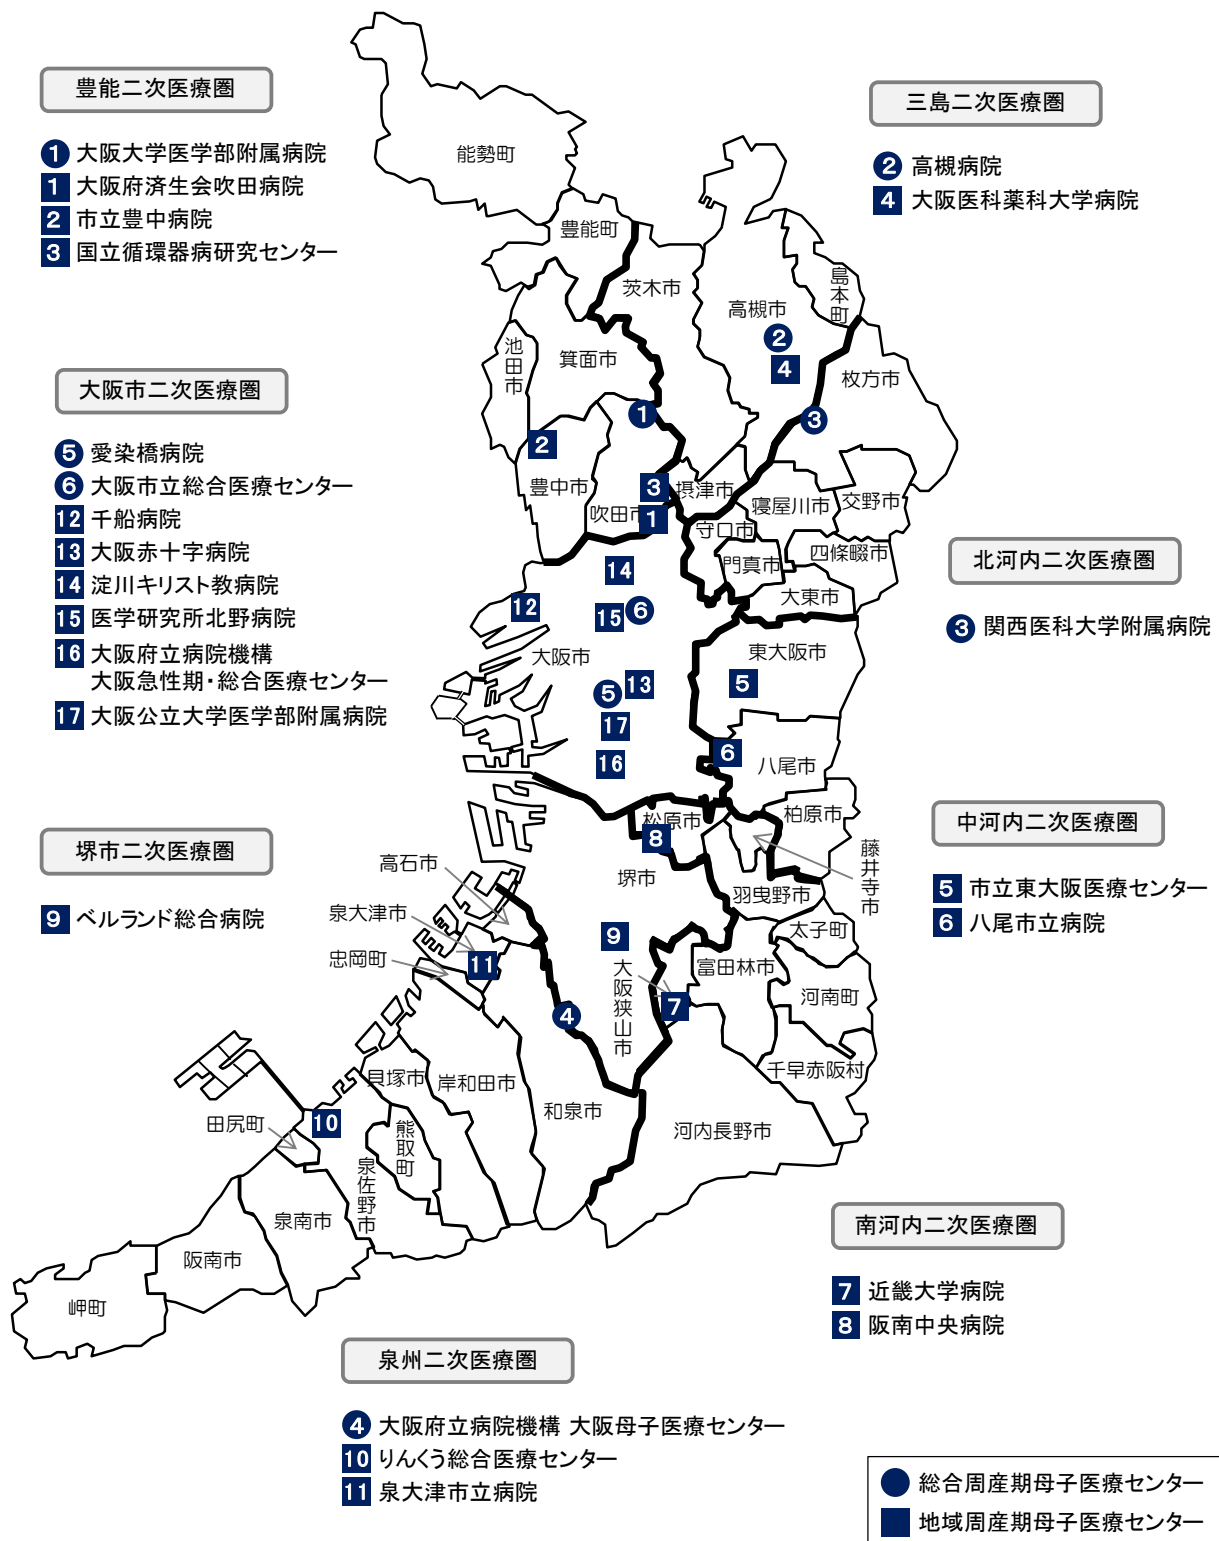 豊能二次医療圏
1 大阪大学医学部附属病院
1 大阪府済生会吹田病院
2 市立豊中病院
3 国立循環器病研究センター
三島二次医療圏
2 高槻病院
4 大阪医科薬科大学病院
大阪市二次医療圏
5 愛染橋病院
6 大阪市立総合医療センター
12 千船病院
13 大阪赤十字病院
14 淀川キリスト教病院
15 医学研究所北野病院
16 大阪府立病院機構
大阪急性期・総合医療センター
17 大阪公立大学医学部附属病院
北河内二次医療圏
3 関西医科大学附属病院
堺市二次医療圏
9 ベルランド総合病院
中河内二次医療圏
5 市立東大阪医療センター
6 八尾市立病院
南河内二次医療圏
7 近畿大学病院
8 阪南中央病院
泉州二次医療圏
4 大阪府立病院機構 大阪母子医療センター
10 りんくう総合医療センター
11 泉大津市立病院
能勢町
豊能町
茨木市
高槻市
島本町
2
4
池田市
箕面市
枚方市
1
3
2
豊中市
3
摂津市
吹田市
1
寝屋川市
交野市
守口市
門真市
四條畷市
14
大東市
12
15
6
大阪市
東大阪市
5
13
5
17
6
16
八尾市
松原市
8
柏原市
藤井寺市
高石市
堺市
羽曳野市
泉大津市
9
太子町
忠岡町
11
大阪狭山市
富田林市
河南町
4
7
千早赤阪村
貝塚市
岸和田市
和泉市
河内長野市
田尻町
10
熊取町
泉佐野市
泉南市
阪南市
岬町
総合周産期母子医療センター
地域周産期母子医療センター